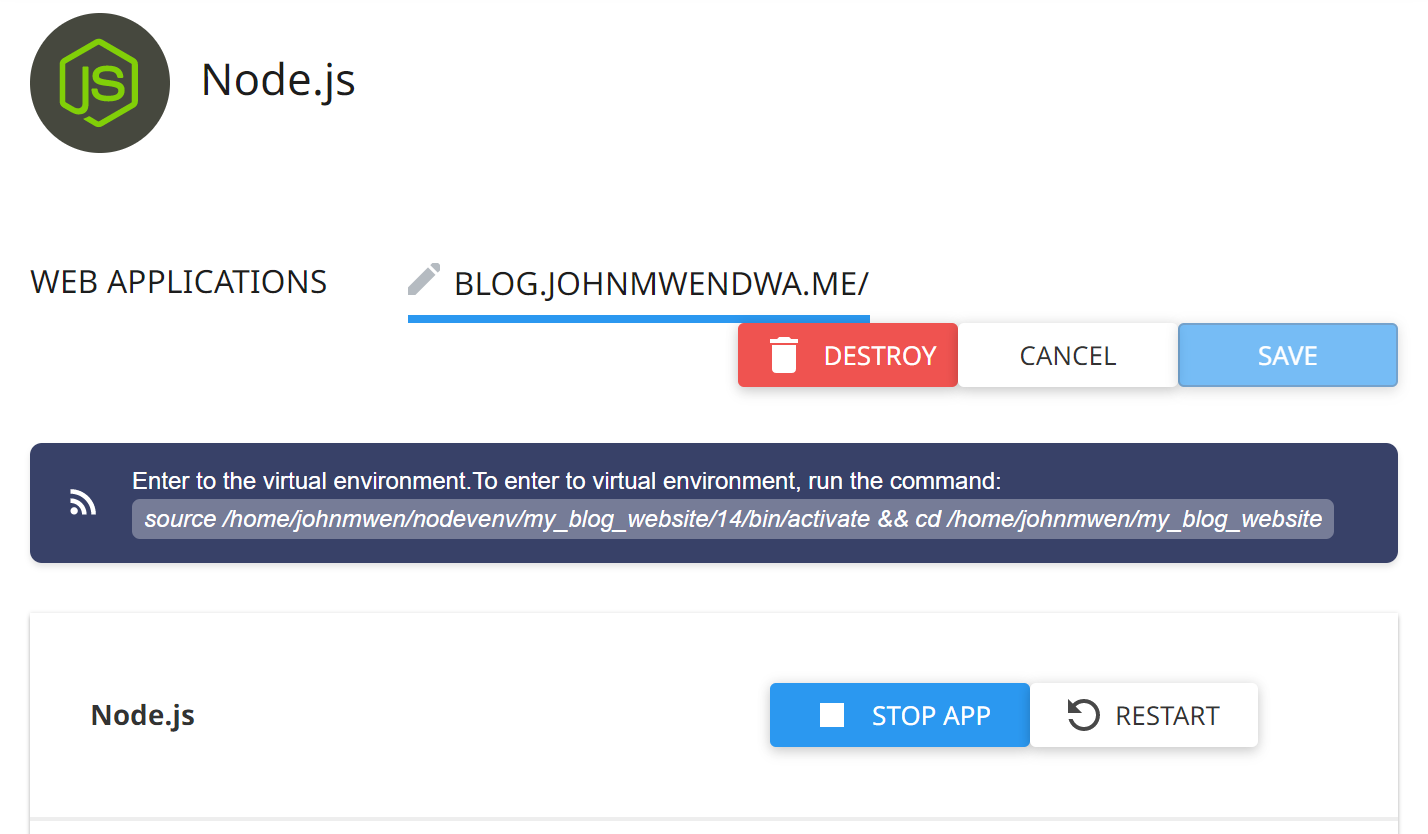 JS
Node.js
WEB APPLICATIONS
BLOG.JOHNMWENDWA.ME/
DESTROY
CANCEL
SAVE
Enter to the virtual environment.To enter to virtual environment, run the command:
source /home/johnmwen/nodevenv/my_blog_website/14/bin/activate && cd /home/johnmwen/my_blog_website
Node.js
STOP APP
RESTART